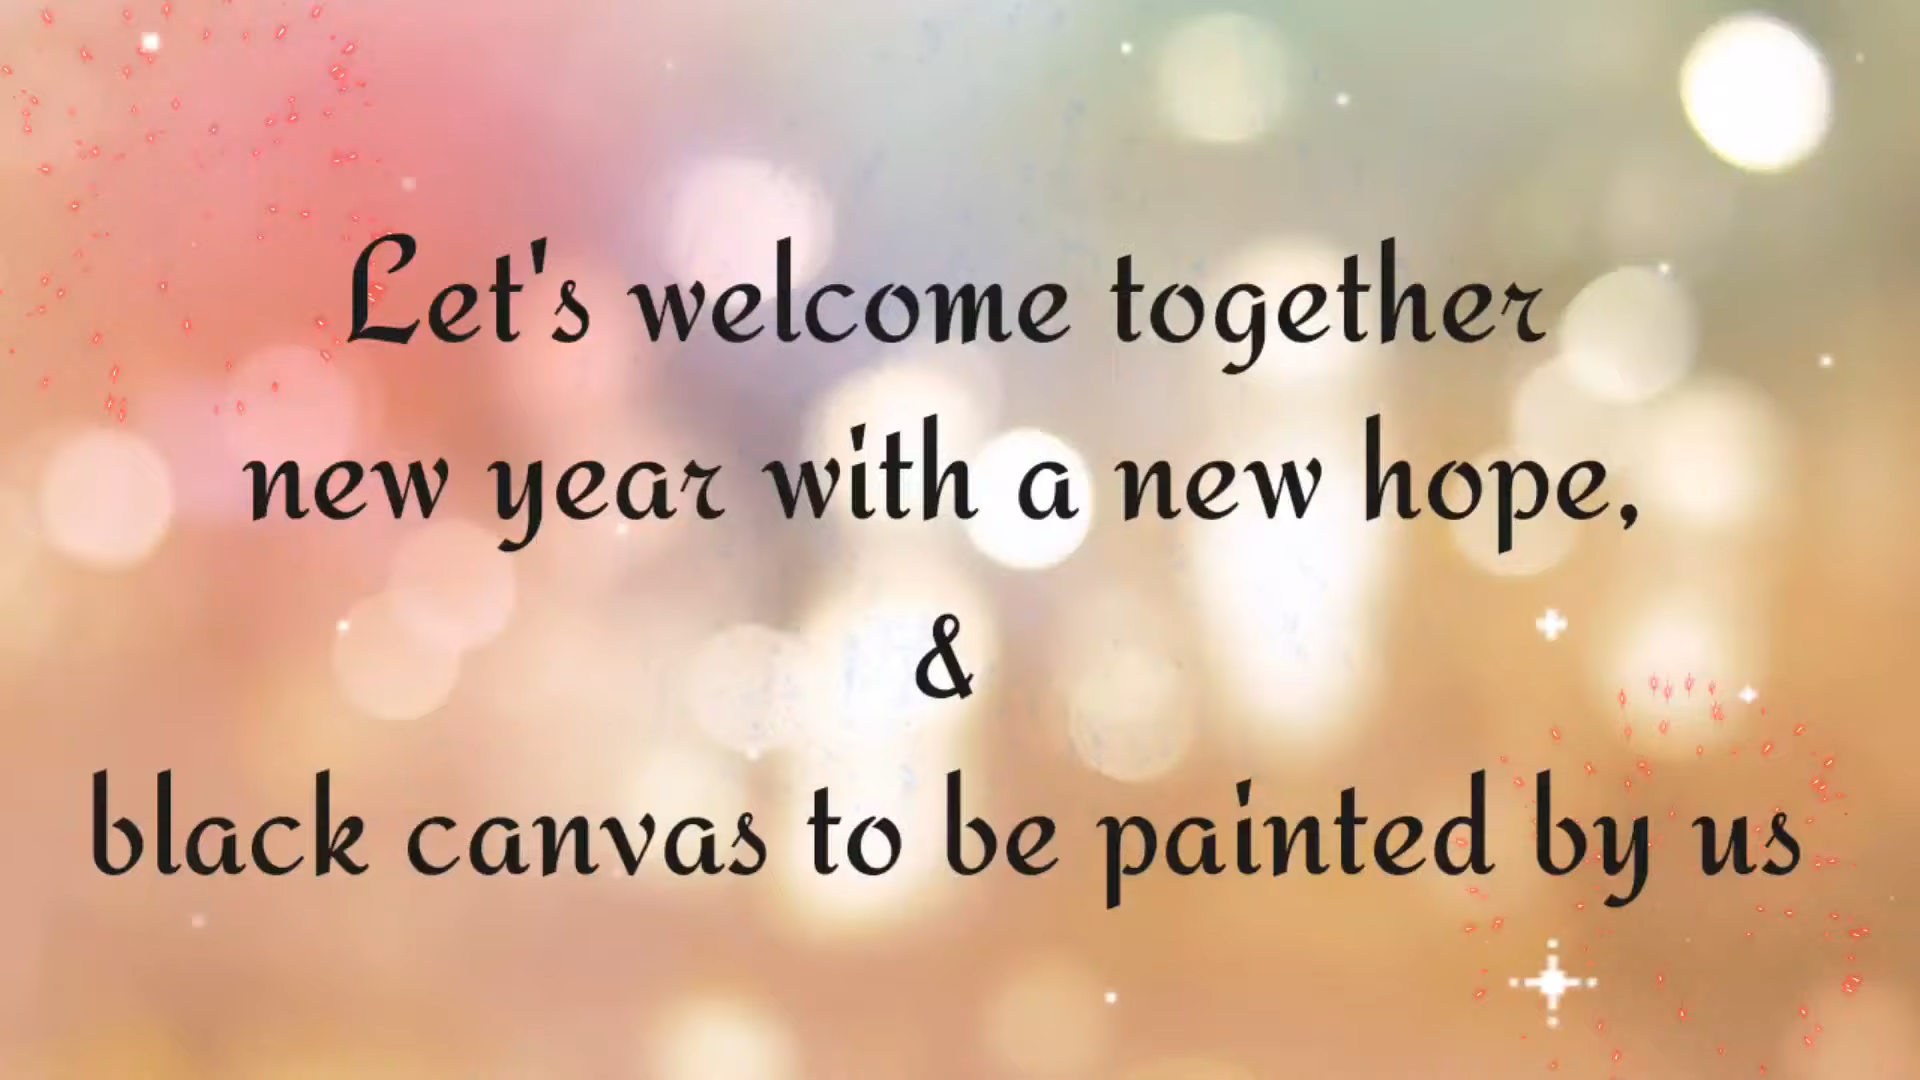 Let's welcome together
new year with a new hope,
&
black canvas to be painted by us